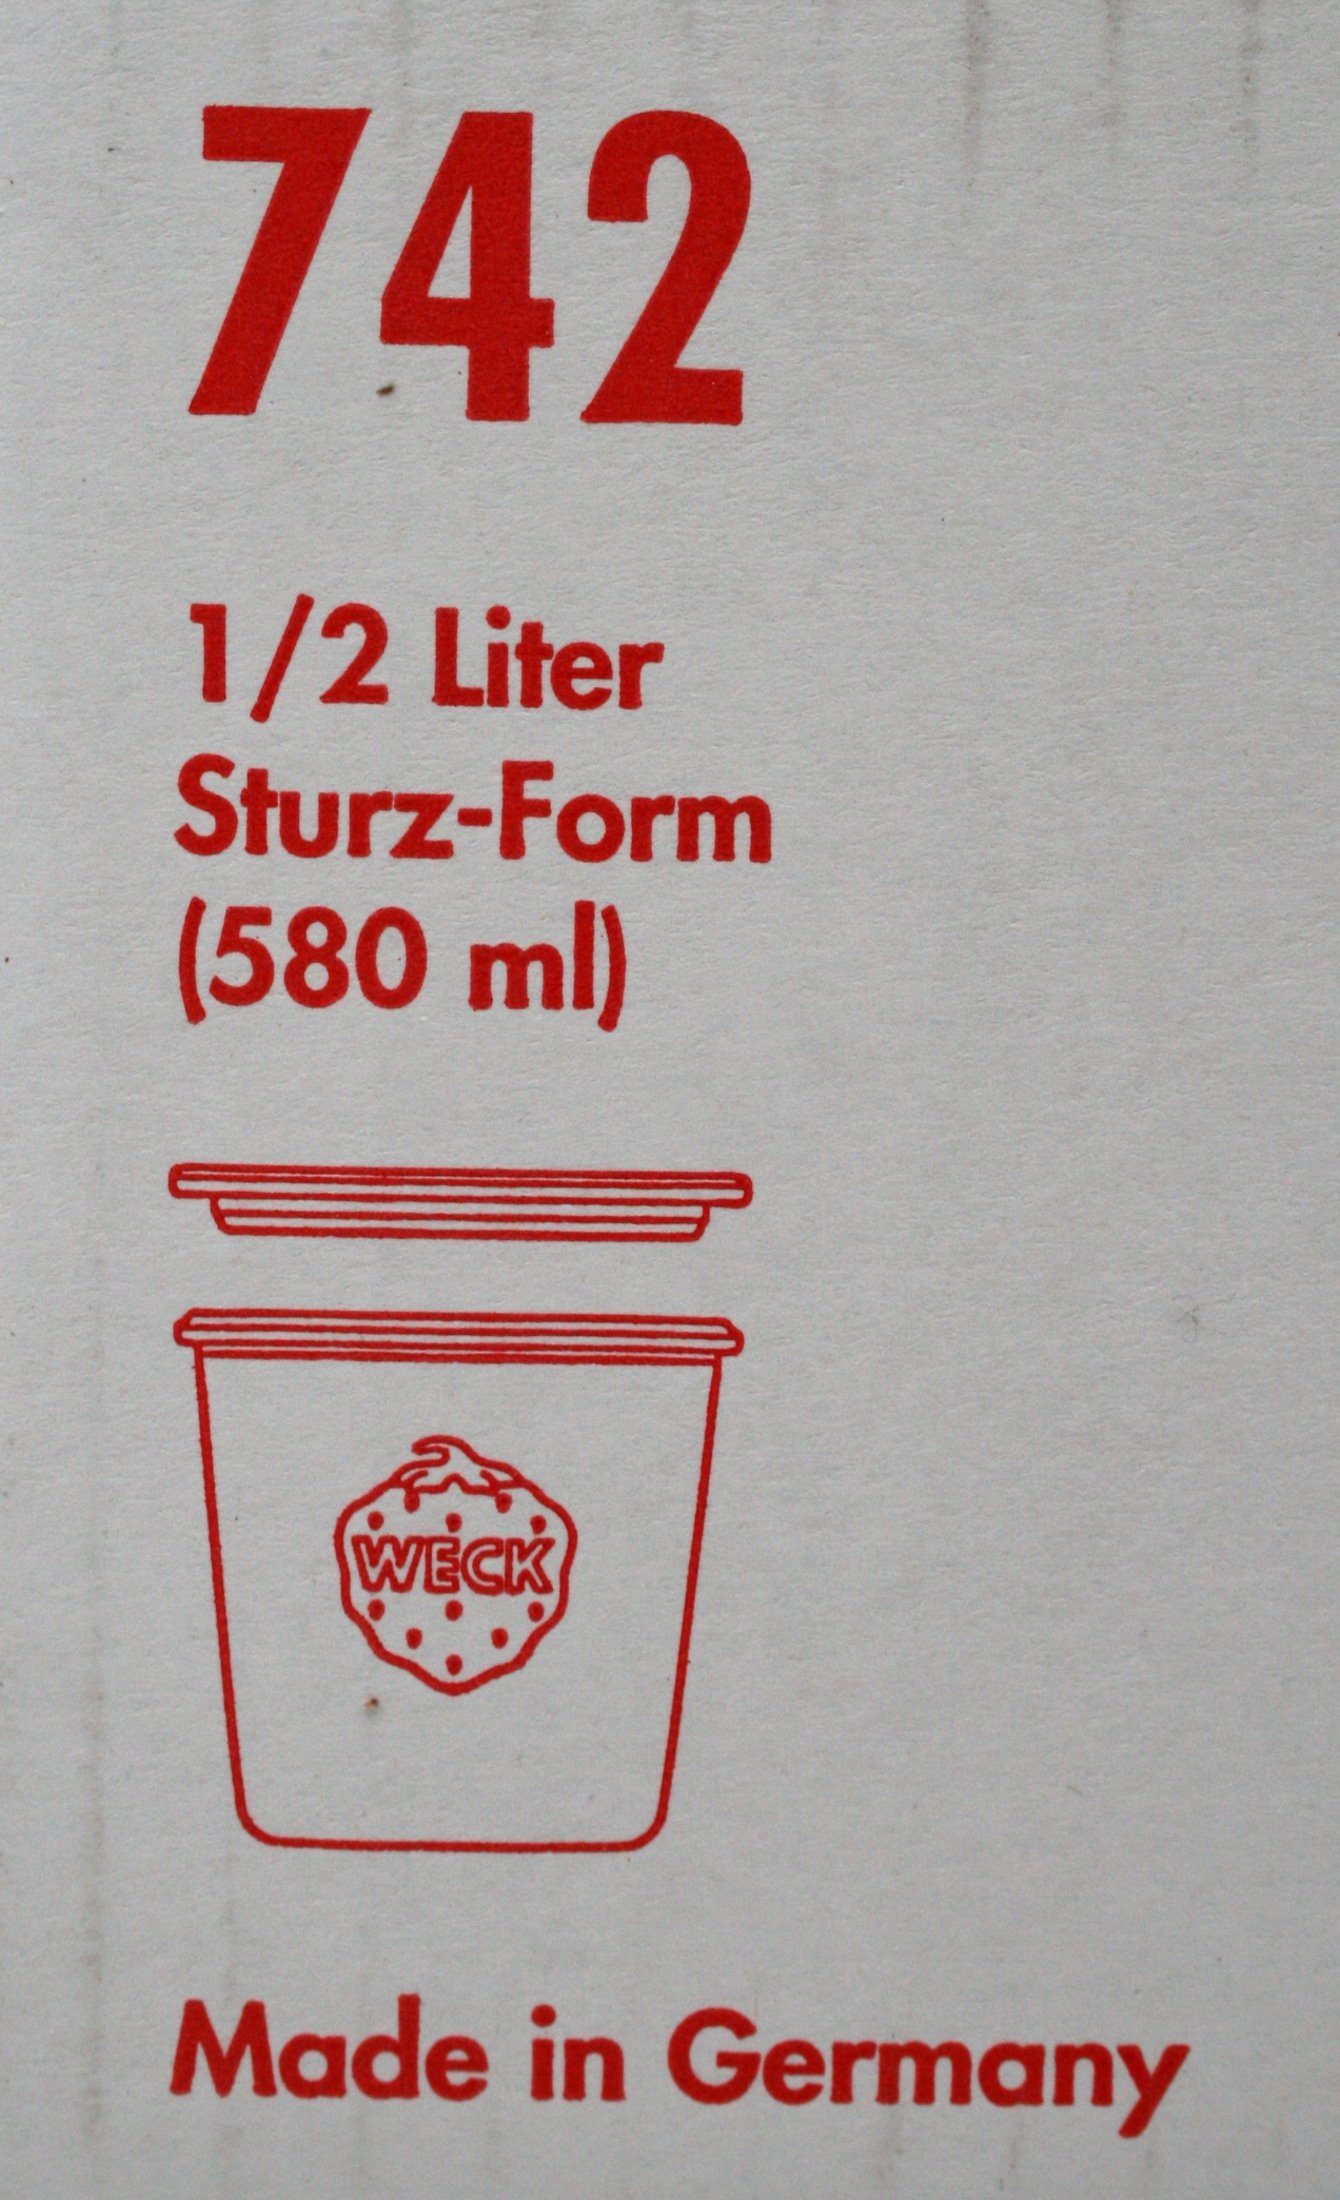 742
1/2 Liter
Sturz-Form
(580 ml)
WECK
Made in Germany